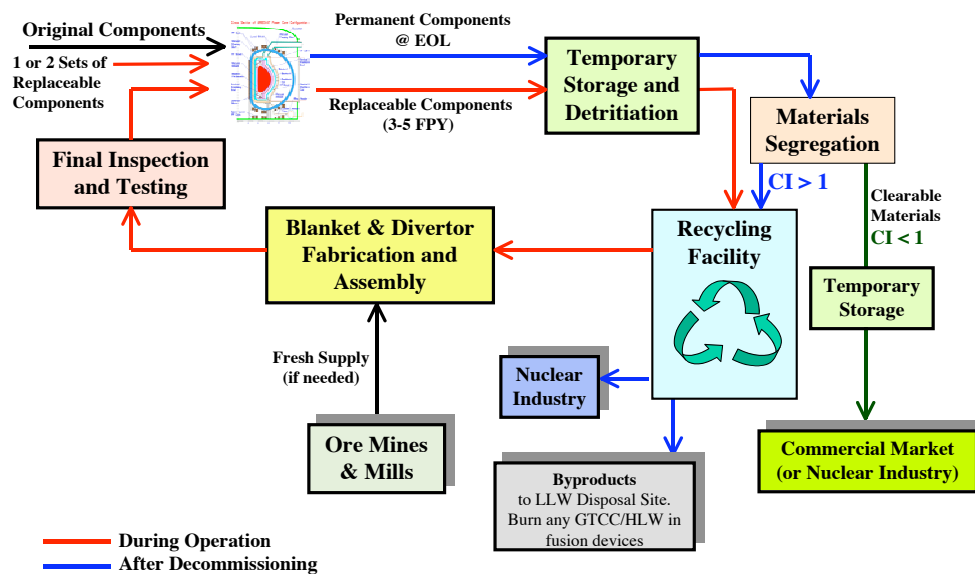 Original Components
1 or 2 Sets of
Replaceable
Components
Permanent Components
@ EOL
Replaceable Components
(3-5 FPY)
Temporary
Storage and
Detritiation
Materials
Segregation
CI > 1
Clearable
Materials
CI < 1
Final Inspection
and Testing
Blanket & Divertor
Fabrication and
Assembly
Recycling
Facility
Temporary
Storage
Fresh Supply
(if needed)
Nuclear
Industry
Ore Mines
& Mills
Commercial Market
(or Nuclear Industry)
Byproducts
to LLW Disposal Site.
Burn any GTCC/HLW in
fusion devices
During Operation
After Decommissioning